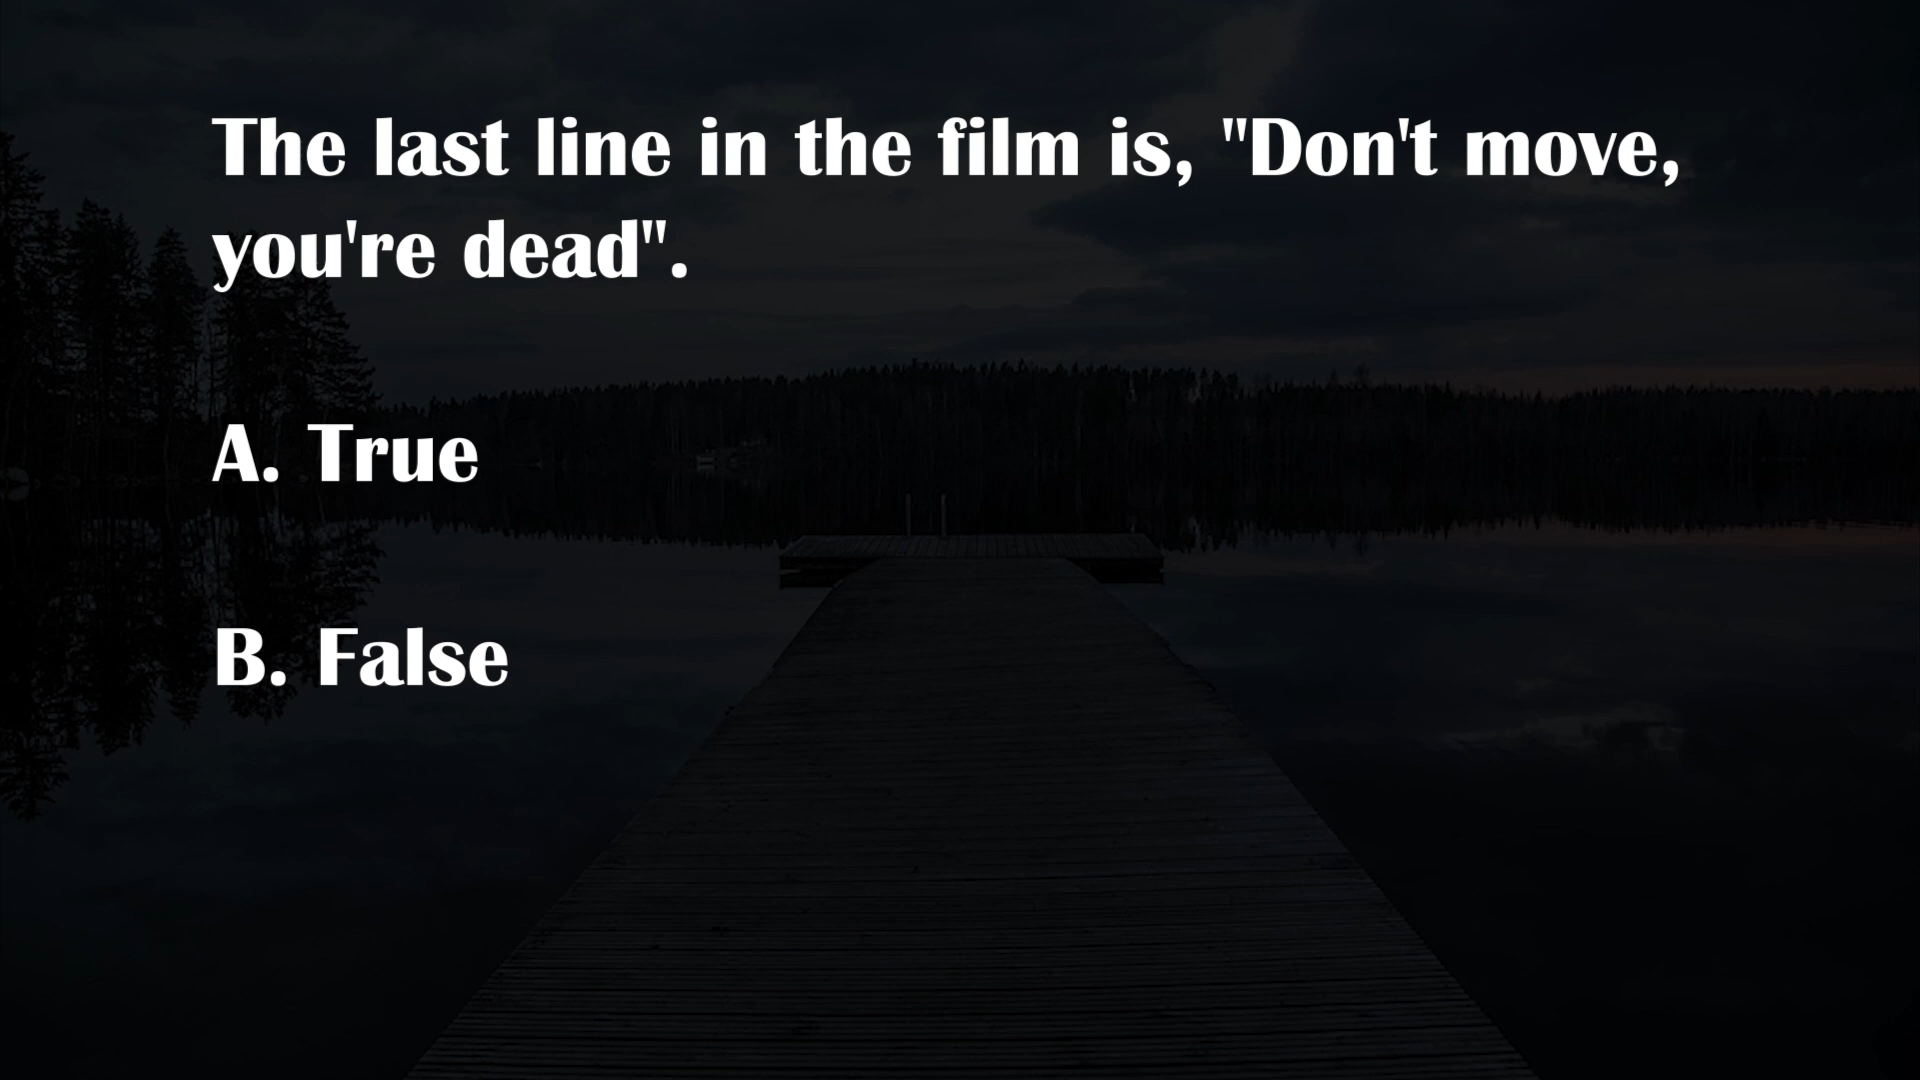 The last line in the film is, "Don't move,
you're dead".
A. True
B. False